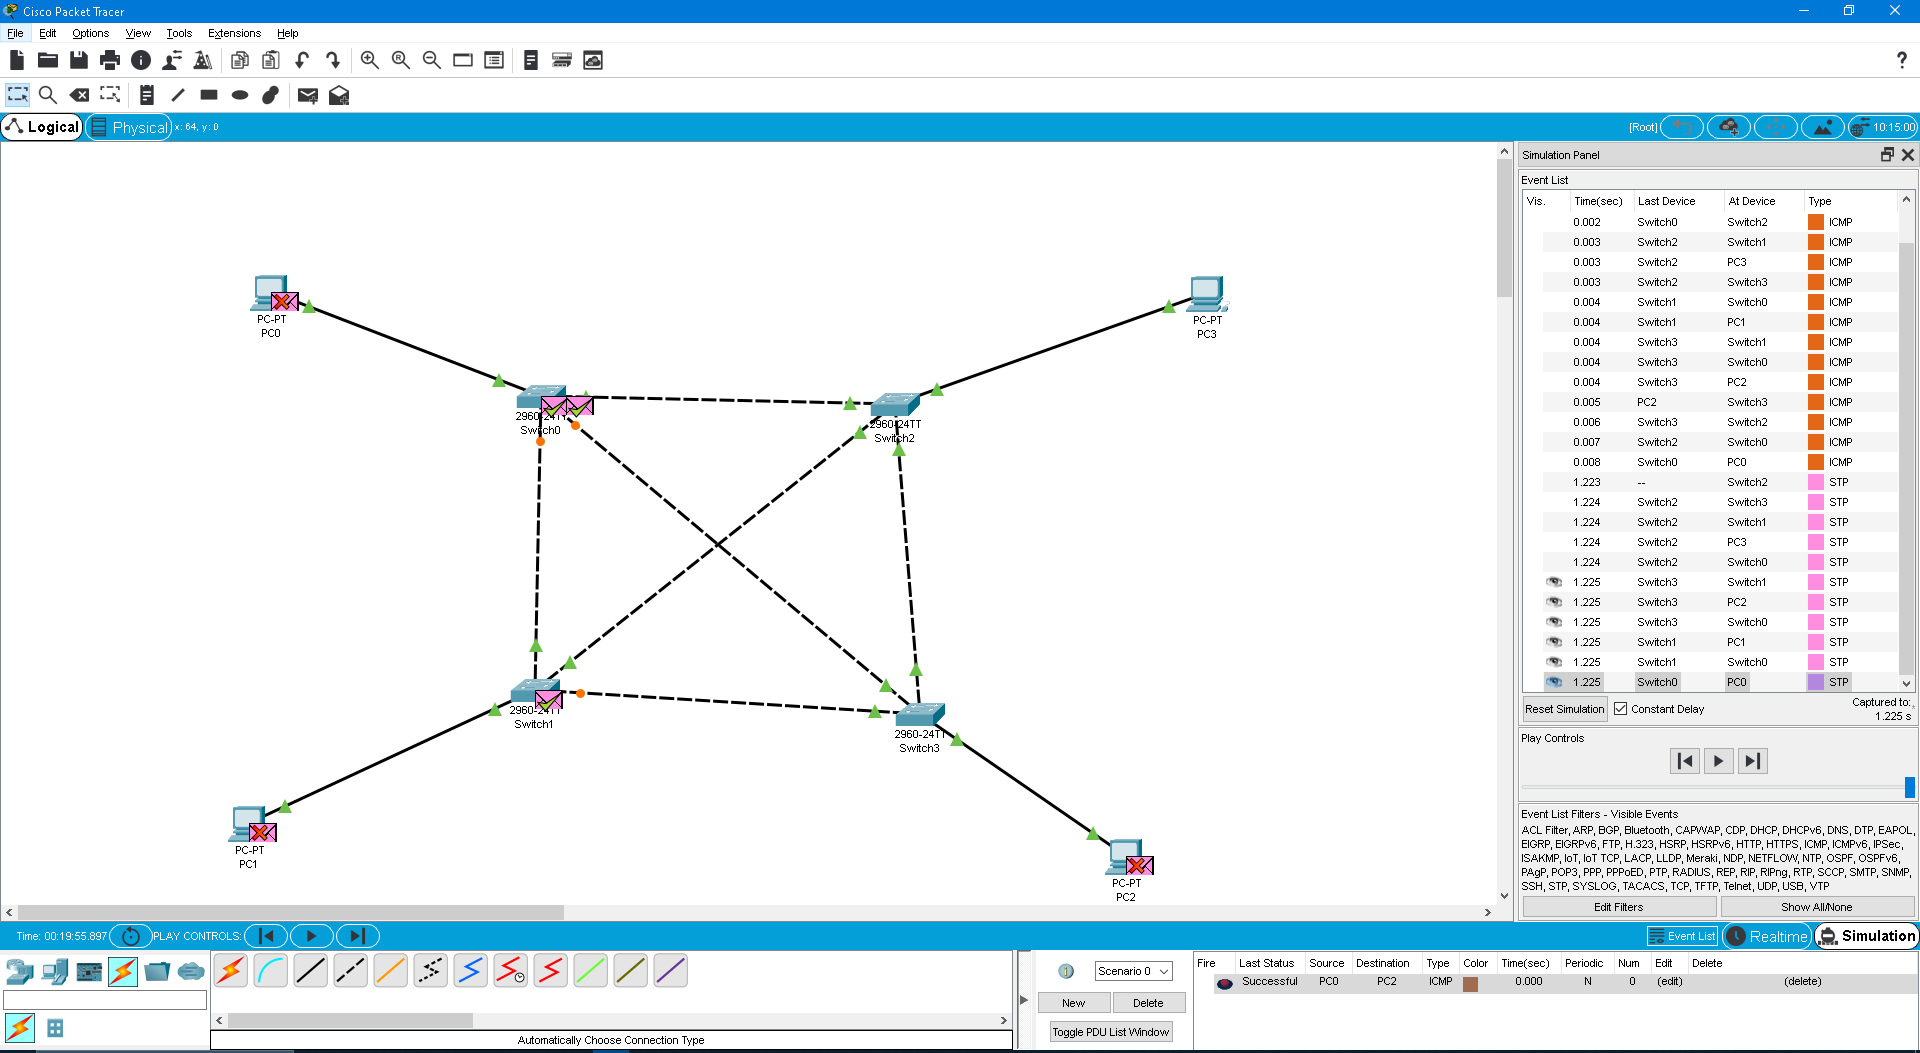 Cisco Packet Tracer
File Edit Options View Tools Extensions Help
Logical Physical x: 64, y: 0 [Root] 10:15:00
PC-PT
PC0
PC-PT
PC3
2960-24TT
Switch0
2960-24TT
Switch2
2960-24TT
Switch1
2960-24TT
Switch3
PC-PT
PC1
PC-PT
PC2
Simulation Panel
Event List
Vis. Time(sec) Last Device At Device Type
0.002 Switch0 Switch2 ICMP
0.003 Switch2 Switch1 ICMP
0.003 Switch2 PC3 ICMP
0.003 Switch2 Switch3 ICMP
0.004 Switch1 Switch0 ICMP
0.004 Switch1 PC1 ICMP
0.004 Switch3 Switch1 ICMP
0.004 Switch3 Switch0 ICMP
0.004 Switch3 PC2 ICMP
0.005 PC2 Switch3 ICMP
0.006 Switch3 Switch2 ICMP
0.007 Switch2 Switch0 ICMP
0.008 Switch0 PC0 ICMP
1.223 -- Switch2 STP
1.224 Switch2 Switch3 STP
1.224 Switch2 Switch1 STP
1.224 Switch2 PC3 STP
1.224 Switch2 Switch0 STP
1.225 Switch3 Switch1 STP
1.225 Switch3 PC2 STP
1.225 Switch3 Switch0 STP
1.225 Switch1 PC1 STP
1.225 Switch1 Switch0 STP
1.225 Switch0 PC0 STP
Reset Simulation Constant Delay Captured to:
1.225 s
Play Controls
Event List Filters - Visible Events
ACL Filter, ARP, BGP, Bluetooth, CAPWAP, CDP, DHCP, DHCPv6, DNS, DTP, EAPOL,
EIGRP, EIGRPv6, FTP, H.323, HSRP, HSRPv6, HTTP, HTTPS, ICMP, ICMPv6, IPSec,
ISAKMP, IoT, IoT TCP, LACP, LLDP, Meraki, NDP, NETFLOW, NTP, OSPF, OSPFv6,
PAgP, POP3, PPP, PPPoED, PTP, RADIUS, REP, RIP, RIPng, RTP, SCCP, SMTP, SNMP,
SSH, STP, SYSLOG, TACACS, TCP, TFTP, Telnet, UDP, USB, VTP
Edit Filters Show All/None
Time: 00:19:55.897 PLAY CONTROLS: Event List Realtime Simulation
Scenario 0
New Delete
Toggle PDU List Window
Fire Last Status Source Destination Type Color Time(sec) Periodic Num Edit Delete
Successful PC0 PC2 ICMP 0.000 N 0 (edit) (delete)
Automatically Choose Connection Type